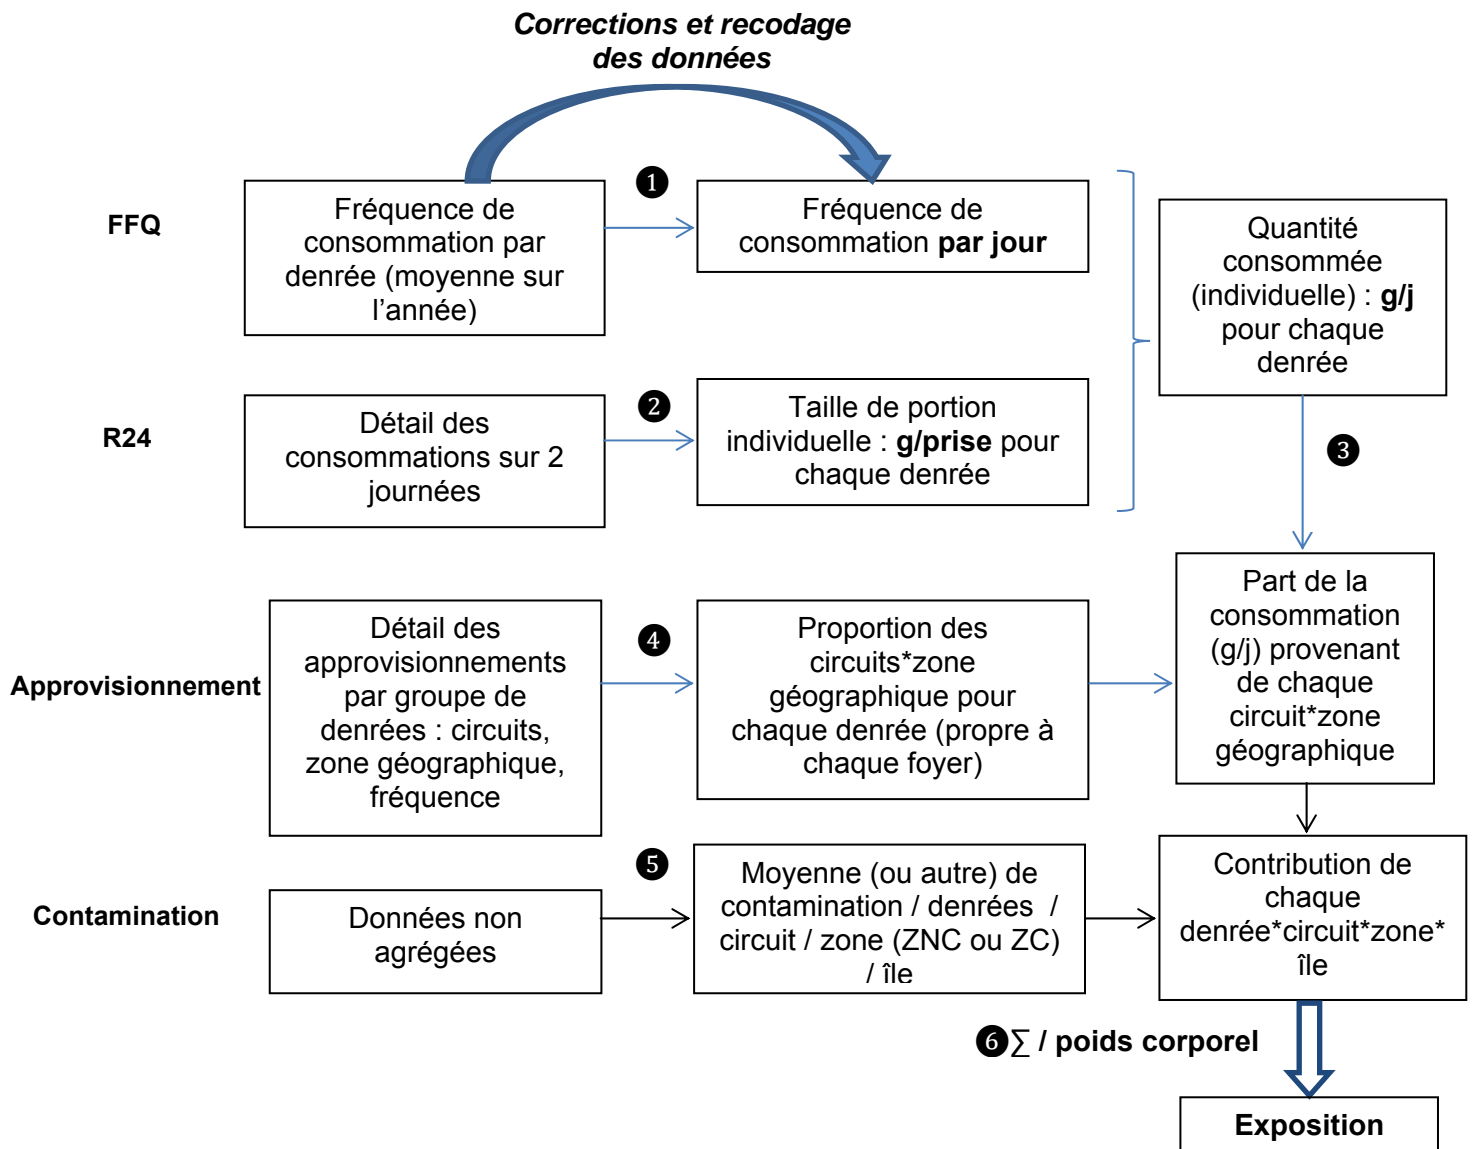 Corrections et recodage
des données
FFQ
Fréquence de
consommation par
denrée (moyenne sur
l’année)
❶
Fréquence de
consommation par jour
Quantité
consommée
(individuelle) : g/j
pour chaque
denrée
R24
Détail des
consommations sur 2
journées
❷
Taille de portion
individuelle : g/prise pour
chaque denrée
❸
Approvisionnement
Détail des
approvisionnements
par groupe de
denrées : circuits,
zone géographique,
fréquence
❹
Proportion des
circuits*zone
géographique pour
chaque denrée (propre à
chaque foyer)
Part de la
consommation
(g/j) provenant
de chaque
circuit*zone
géographique
Contamination
Données non
agrégées
❺
Moyenne (ou autre) de
contamination / denrées /
circuit / zone (ZNC ou ZC)
/ île
Contribution de
chaque
denrée*circuit*zone*
île
❻∑ / poids corporel
Exposition